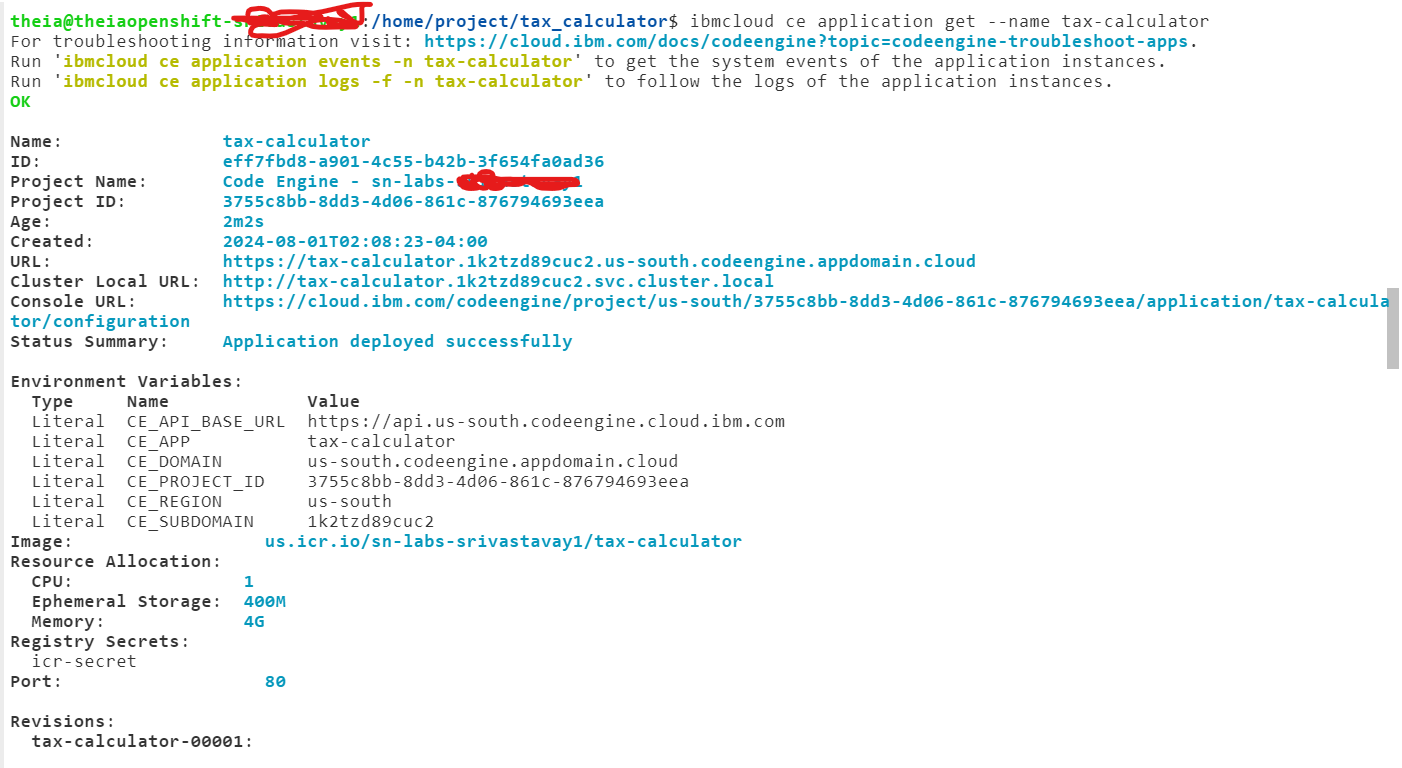 theia@theiaopenshift-:/home/project/tax_calculator$ ibmcloud ce application get --name tax-calculator
For troubleshooting information visit: https://cloud.ibm.com/docs/codeengine?topic=codeengine-troubleshoot-apps.
Run 'ibmcloud ce application events -n tax-calculator' to get the system events of the application instances.
Run 'ibmcloud ce application logs -f -n tax-calculator' to follow the logs of the application instances.
OK
Name: tax-calculator
ID: eff7fbd8-a901-4c55-b42b-3f654fa0ad36
Project Name: Code Engine - sn-labs-
Project ID: 3755c8bb-8dd3-4d06-861c-876794693eea
Age: 2m2s
Created: 2024-08-01T02:08:23-04:00
URL: https://tax-calculator.1k2tzd89cuc2.us-south.codeengine.appdomain.cloud
Cluster Local URL: http://tax-calculator.1k2tzd89cuc2.svc.cluster.local
Console URL: https://cloud.ibm.com/codeengine/project/us-south/3755c8bb-8dd3-4d06-861c-876794693eea/application/tax-calcula
tor/configuration
Status Summary: Application deployed successfully
Environment Variables:
Type Name Value
Literal CE_API_BASE_URL https://api.us-south.codeengine.cloud.ibm.com
Literal CE_APP tax-calculator
Literal CE_DOMAIN us-south.codeengine.appdomain.cloud
Literal CE_PROJECT_ID 3755c8bb-8dd3-4d06-861c-876794693eea
Literal CE_REGION us-south
Literal CE_SUBDOMAIN 1k2tzd89cuc2
Image: us.icr.io/sn-labs-srivastavay1/tax-calculator
Resource Allocation:
CPU: 1
Ephemeral Storage: 400M
Memory: 4G
Registry Secrets:
icr-secret
Port: 80
Revisions:
tax-calculator-00001: